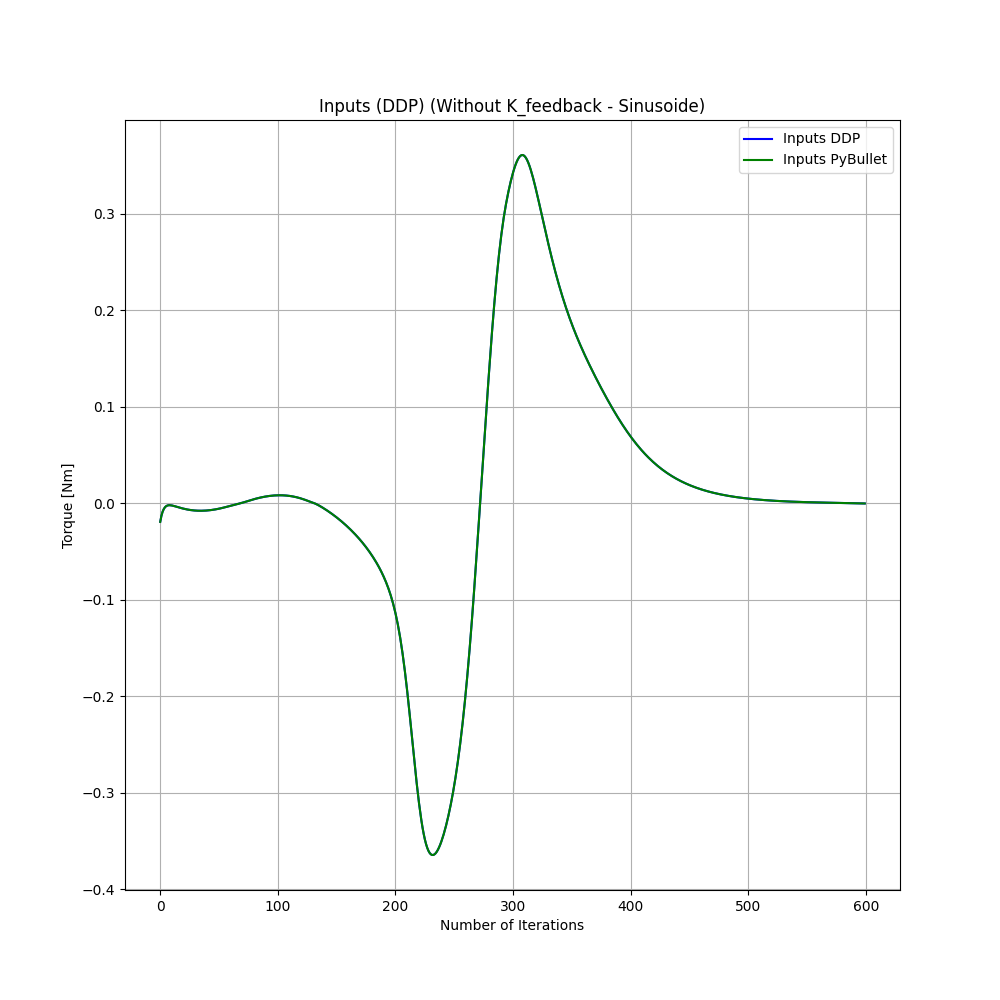 Inputs (DDP) (Without K_feedback - Sinusoide)
Inputs DDP
Inputs PyBullet
0.3
0.2
0.1
0.0
−0.1
−0.2
−0.3
−0.4
Torque [Nm]
0 100 200 300 400 500 600
Number of Iterations